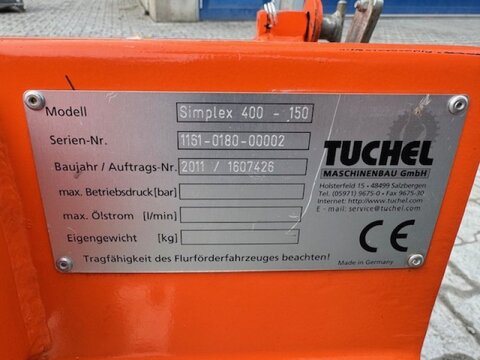 Modell Simplex 400 - 150
Serien-Nr. 1161-0180-00002
Baujahr / Auftrags-Nr. 2011 / 1607426
max. Betriebsdruck [bar]
max. Ölstrom [l/min]
Eigengewicht [kg]
Tragfähigkeit des Flurförderfahrzeuges beachten!
TUCHEL
MASCHINENBAU GmbH
Holsterfeld 15 • 48499 Salzbergen
Tel. (05971) 9675-0 • Fax 9675-30
Internet: http://www.tuchel.com
E-mail: service@tuchel.com
CE
Made in Germany